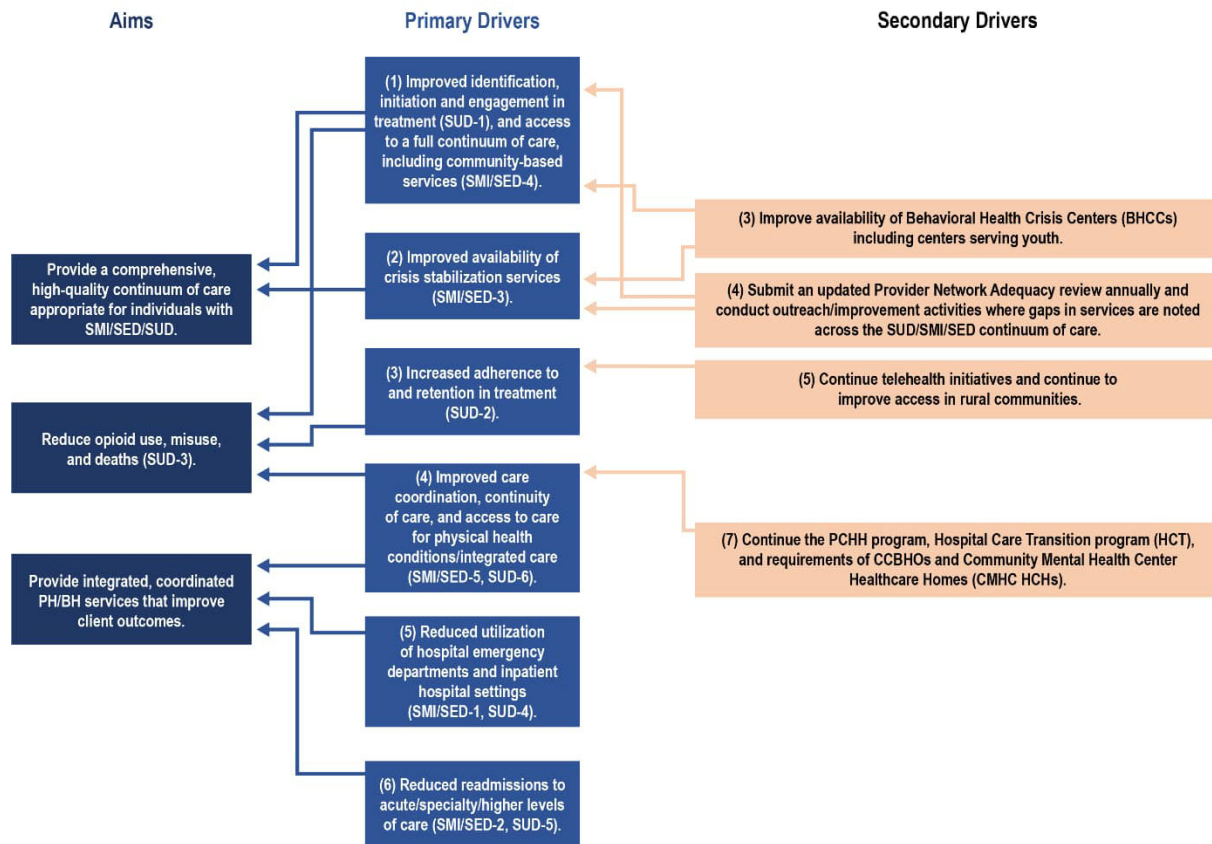 Aims
Primary Drivers
Secondary Drivers
Provide a comprehensive,
high-quality continuum of care
appropriate for individuals with
SMI/SED/SUD.
Reduce opioid use, misuse,
and deaths (SUD-3).
Provide integrated, coordinated
PH/BH services that improve
client outcomes.
(1) Improved identification,
initiation and engagement in
treatment (SUD-1), and access
to a full continuum of care,
including community-based
services (SMI/SED-4).
(2) Improved availability of
crisis stabilization services
(SMI/SED-3).
(3) Increased adherence to
and retention in treatment
(SUD-2).
(4) Improved care
coordination, continuity
of care, and access to care
for physical health
conditions/integrated care
(SMI/SED-5, SUD-6).
(5) Reduced utilization
of hospital emergency
departments and inpatient
hospital settings
(SMI/SED-1, SUD-4).
(6) Reduced readmissions to
acute/specialty/higher levels
of care (SMI/SED-2, SUD-5).
(3) Improve availability of Behavioral Health Crisis Centers (BHCCs)
including centers serving youth.
(4) Submit an updated Provider Network Adequacy review annually and
conduct outreach/improvement activities where gaps in services are noted
across the SUD/SMI/SED continuum of care.
(5) Continue telehealth initiatives and continue to
improve access in rural communities.
(7) Continue the PCHH program, Hospital Care Transition program (HCT),
and requirements of CCBHOs and Community Mental Health Center
Healthcare Homes (CMHC HCHs).